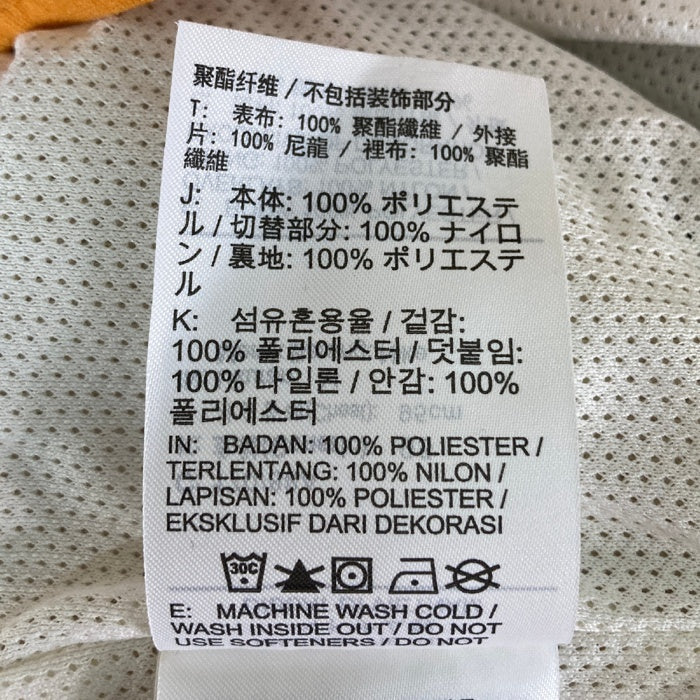 聚酯纤维 / 不包括装饰部分
T: 表布: 100% 聚酯纖維 / 外接
片: 100% 尼龍 / 裡布: 100% 聚酯
纖維
J: 本体: 100% ポリエステ
ル / 切替部分: 100% ナイロ
ン / 裏地: 100% ポリエステ
ル
K: 섬유혼용율 / 겉감:
100% 폴리에스터 / 덧붙임:
100% 나일론 / 안감: 100%
폴리에스터
IN: BADAN: 100% POLIESTER /
TERLENTANG: 100% NILON /
LAPISAN: 100% POLIESTER /
EKSKLUSIF DARI DEKORASI
30C
E: MACHINE WASH COLD /
WASH INSIDE OUT / DO NOT
USE SOFTENERS / DO NOT